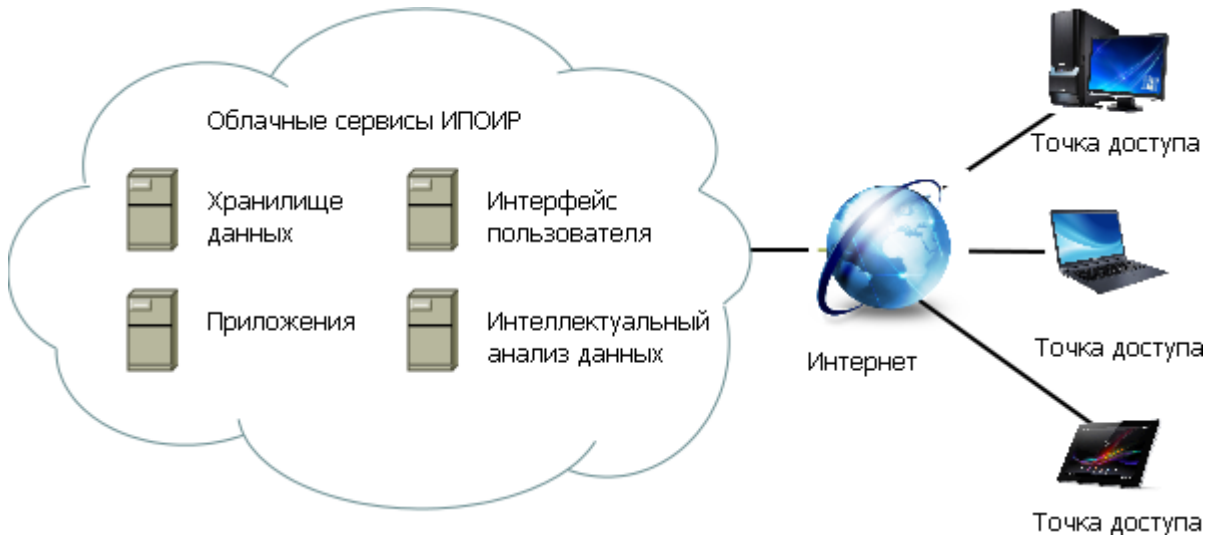 Облачные сервисы ИПОИР
Хранилище
данных
Интерфейс
пользователя
Приложения
Интеллектуальный
анализ данных
Интернет
Точка доступа
Точка доступа
Точка доступа